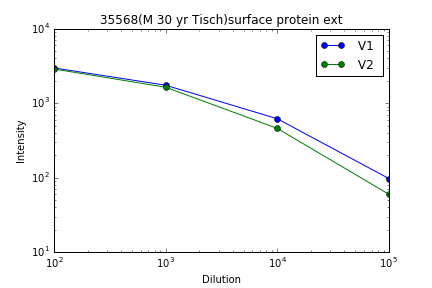 35568(M 30 yr Tisch)surface protein ext
V1
V2
Intensity
10^4
10^3
10^2
10^1
10^2 10^3 10^4 10^5
Dilution